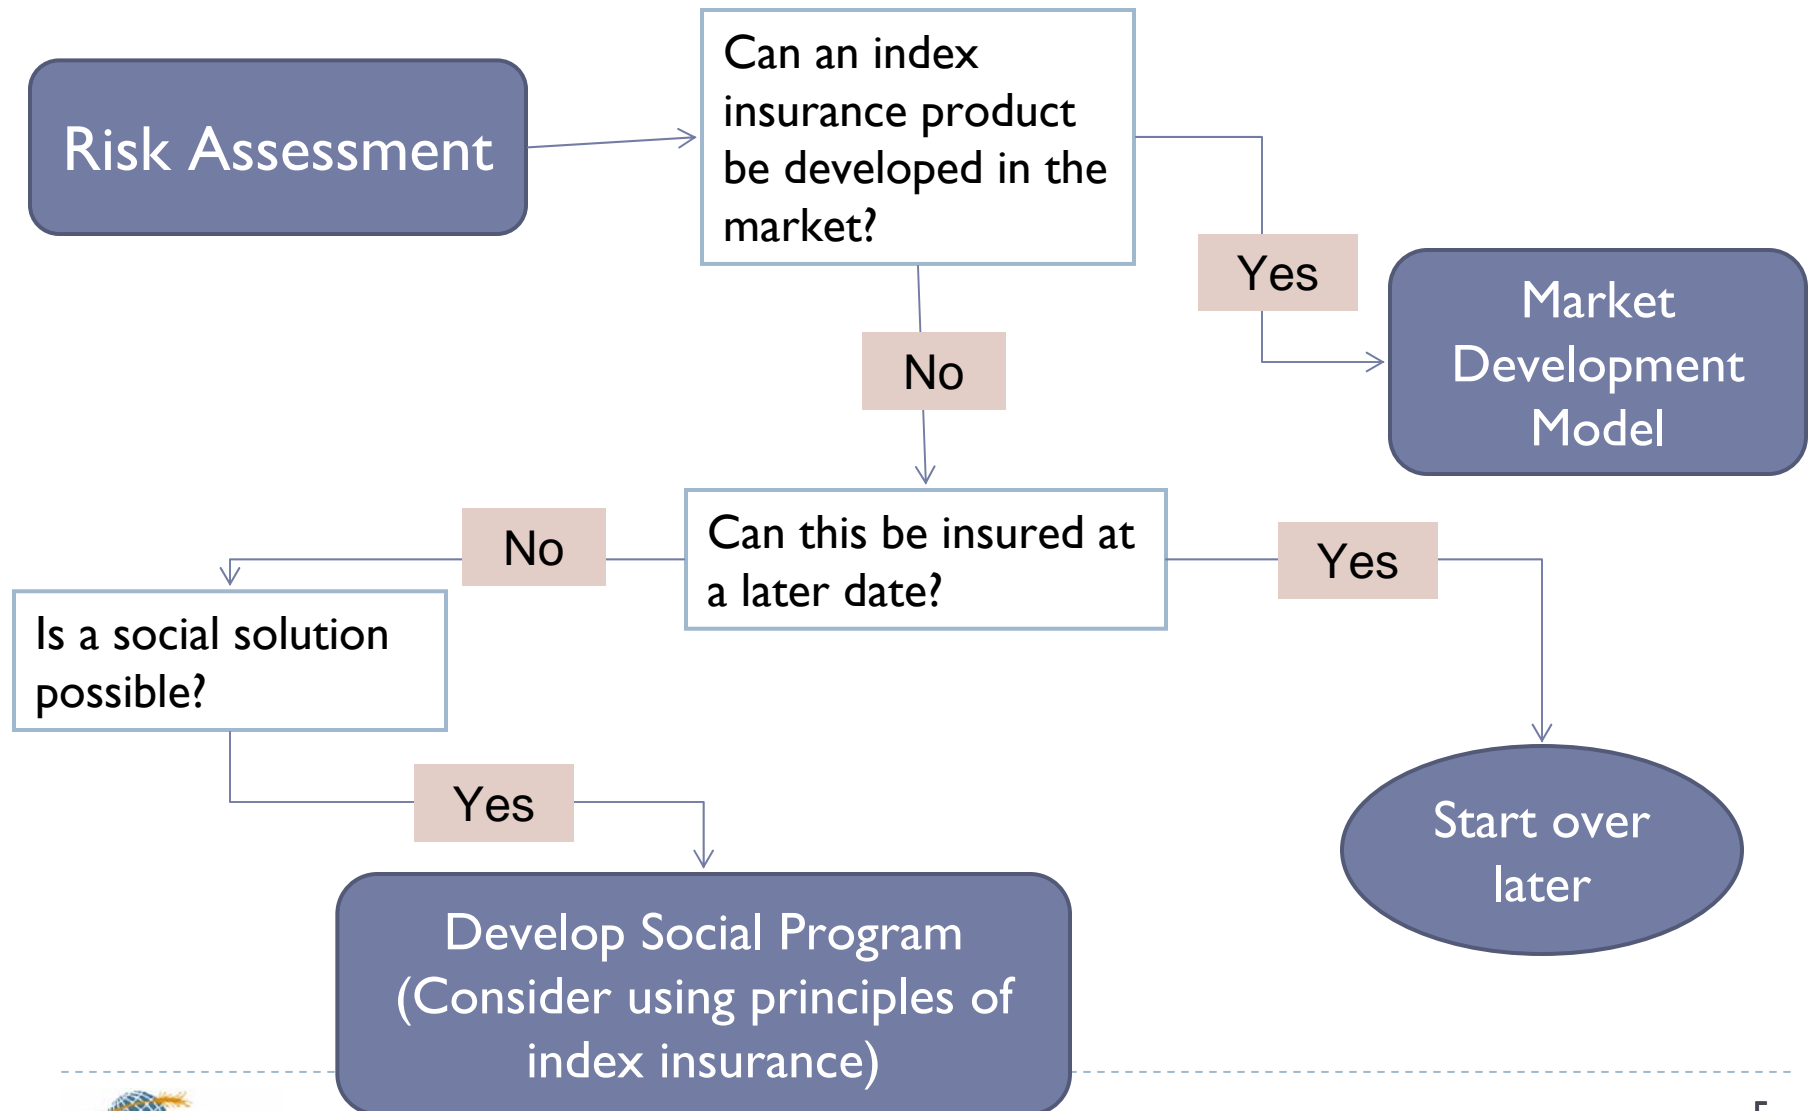 Risk Assessment
Can an index
insurance product
be developed in the
market?
Yes
Market
Development
Model
No
Can this be insured at
a later date?
No
Yes
Is a social solution
possible?
Yes
Start over
later
Develop Social Program
(Consider using principles of
index insurance)